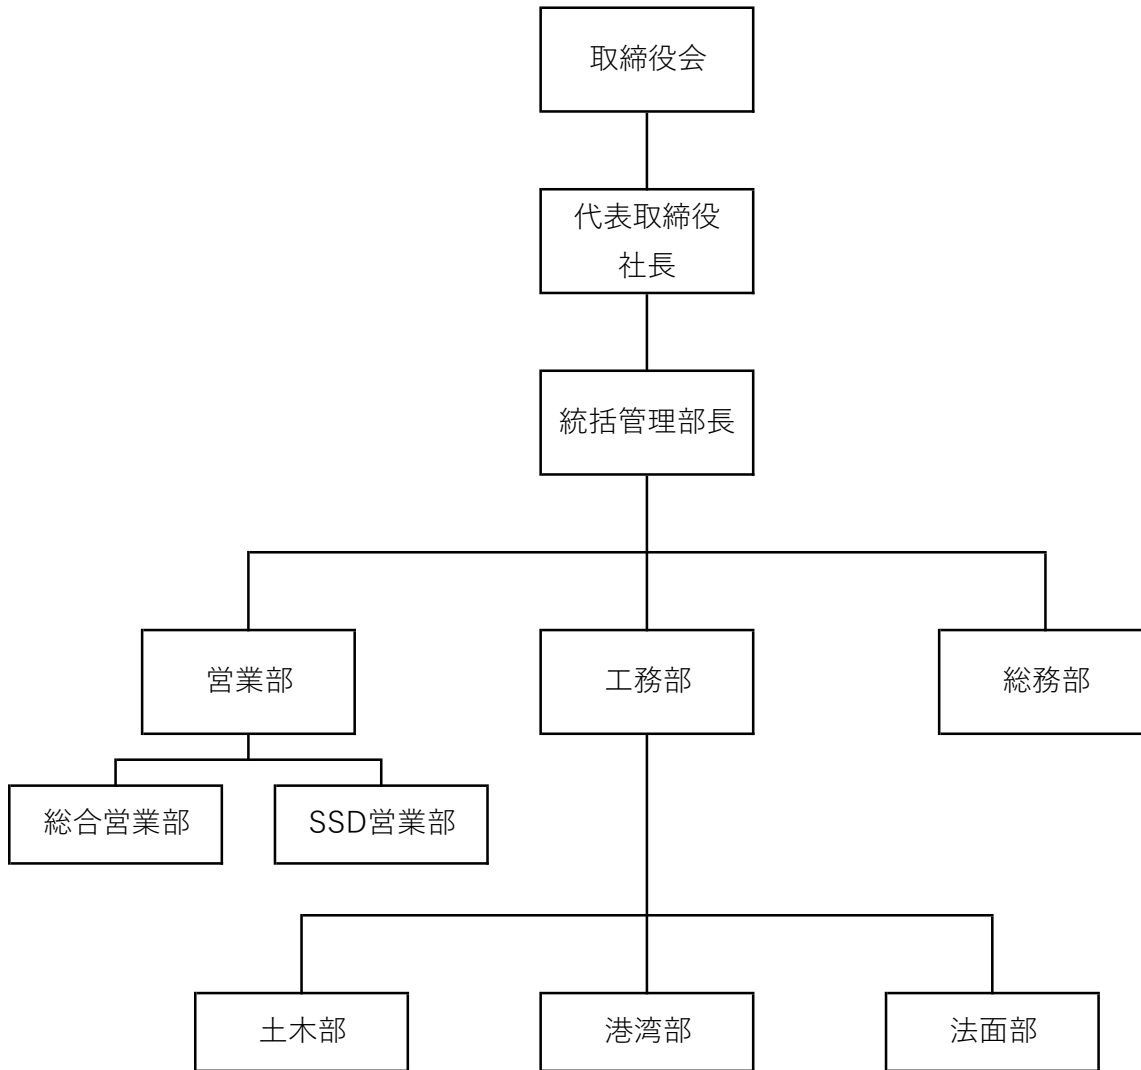 取締役会
代表取締役
社長
統括管理部長
営業部
工務部
総務部
総合営業部
SSD営業部
土木部
港湾部
法面部